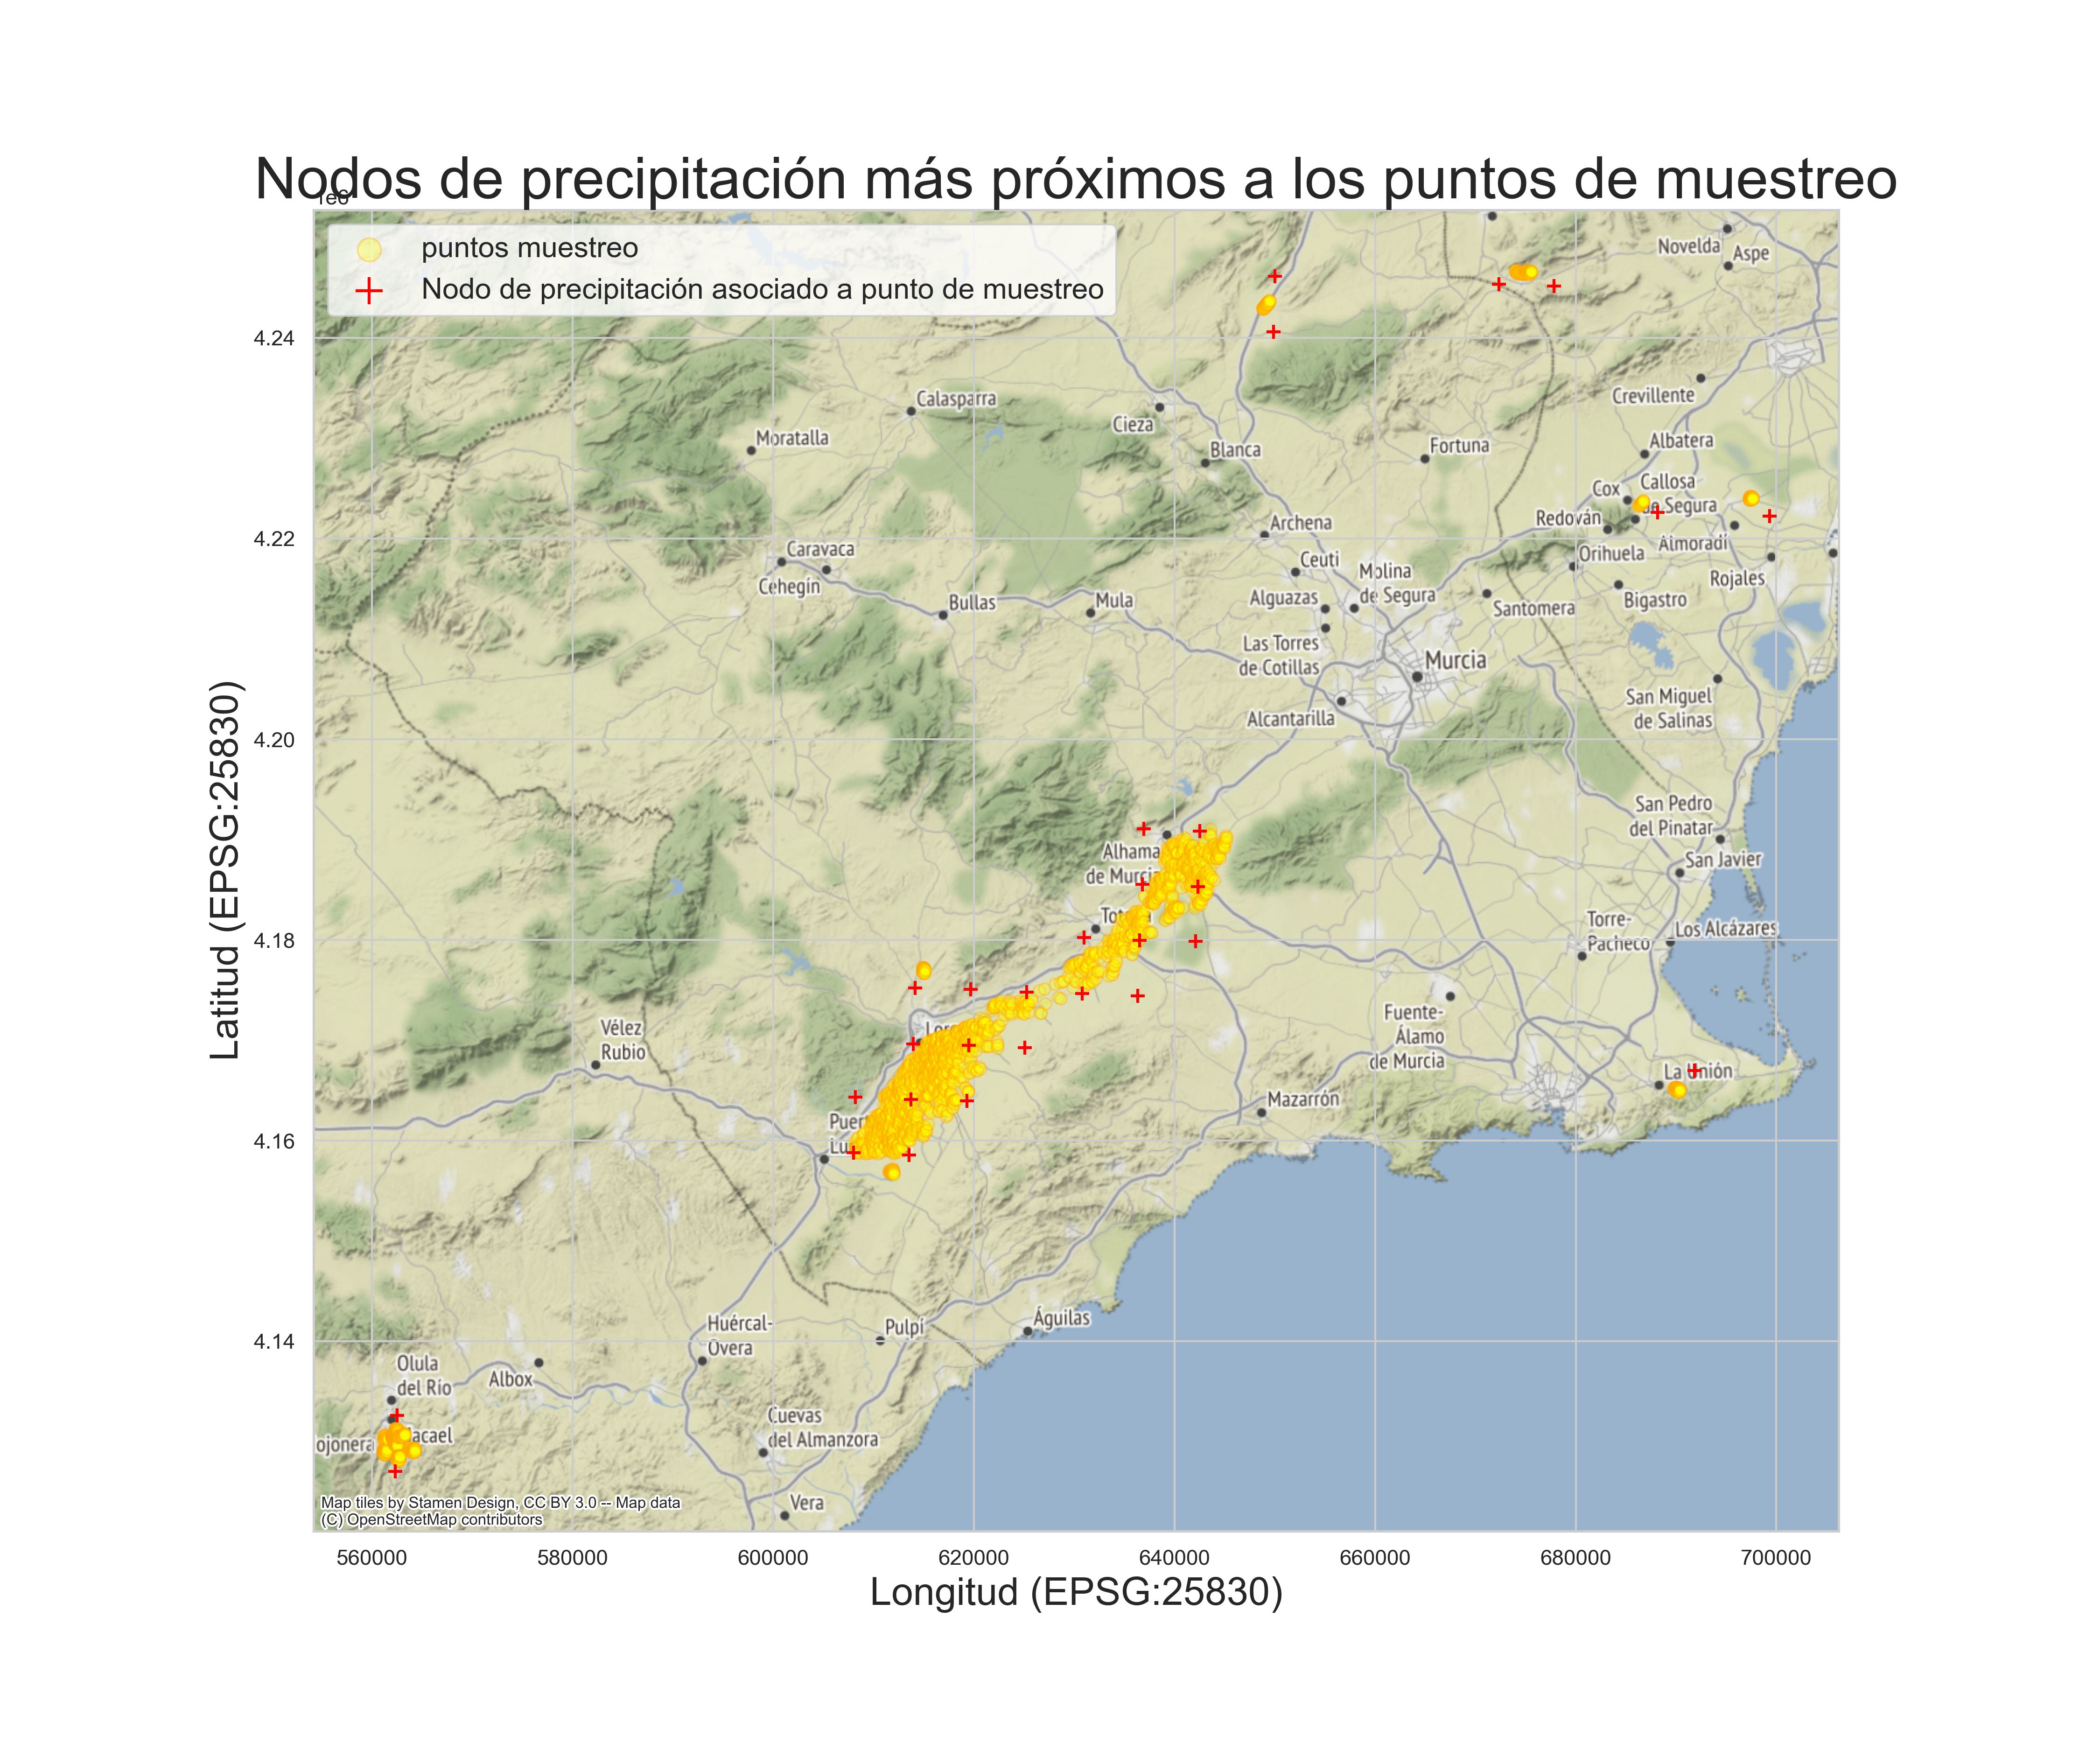 Nodos de precipitación más próximos a los puntos de muestreo
1e6
puntos muestreo
Nodo de precipitación asociado a punto de muestreo
Novelda
Aspe
4.24
Calasparra
Crevillente
Cieza
Moratalla
Blanca
Fortuna
Albatera
Cox
Callosa
de Segura
Redován
Archena
4.22
Orihuela
Almoradí
Caravaca
Cehegín
Ceuti
Molina
de Segura
Rojales
Alguazas
Bullas
Mula
Santomera
Bigastro
Las Torres
de Cotillas
Murcia
San Miguel
de Salinas
Alcantarilla
4.20
San Pedro
del Pinatar
Alhama
de Murcia
San Javier
Torre-
Pacheco
Los Alcázares
4.18
Latitud (EPSG:25830)
Fuente-
Álamo
de Murcia
Vélez
Rubio
La Unión
Mazarrón
4.16
Huércal-
Overa
Pulpí
Águilas
4.14
Olula
del Río
Albox
Cuevas
del Almanzora
Vera
Map tiles by Stamen Design, CC BY 3.0 -- Map data
(C) OpenStreetMap contributors
560000
580000
600000
620000
640000
660000
680000
700000
Longitud (EPSG:25830)